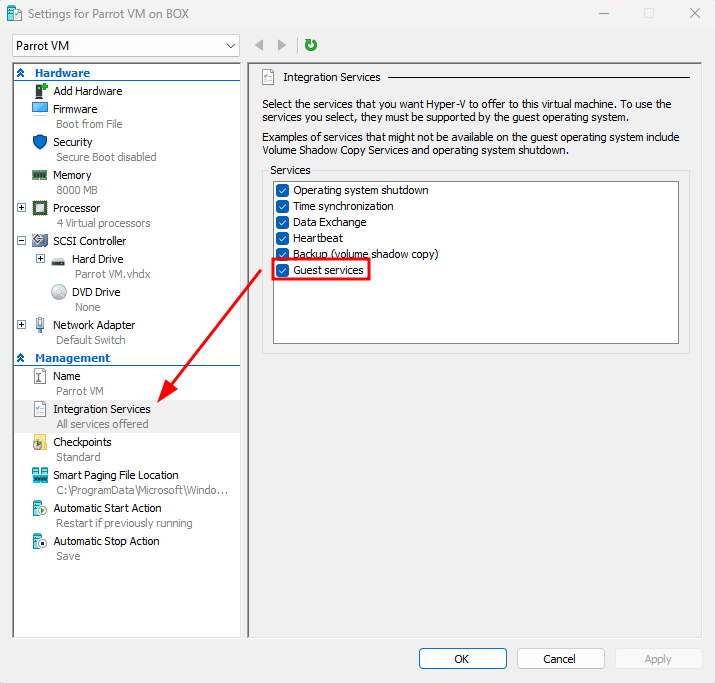 Settings for Parrot VM on BOX
Parrot VM
Hardware
Add Hardware
Firmware
Boot from File
Security
Secure Boot disabled
Memory
8000 MB
Processor
4 Virtual processors
SCSI Controller
Hard Drive
Parrot VM.vhdx
DVD Drive
None
Network Adapter
Default Switch
Management
Name
Parrot VM
Integration Services
All services offered
Checkpoints
Standard
Smart Paging File Location
C:\ProgramData\Microsoft\Windo...
Automatic Start Action
Restart if previously running
Automatic Stop Action
Save
Integration Services
Select the services that you want Hyper-V to offer to this virtual machine. To use the
services you select, they must be supported by the guest operating system.
Examples of services that might not be available on the guest operating system include
Volume Shadow Copy Services and operating system shutdown.
Services
Operating system shutdown
Time synchronization
Data Exchange
Heartbeat
Backup (volume shadow copy)
Guest services
OK
Cancel
Apply